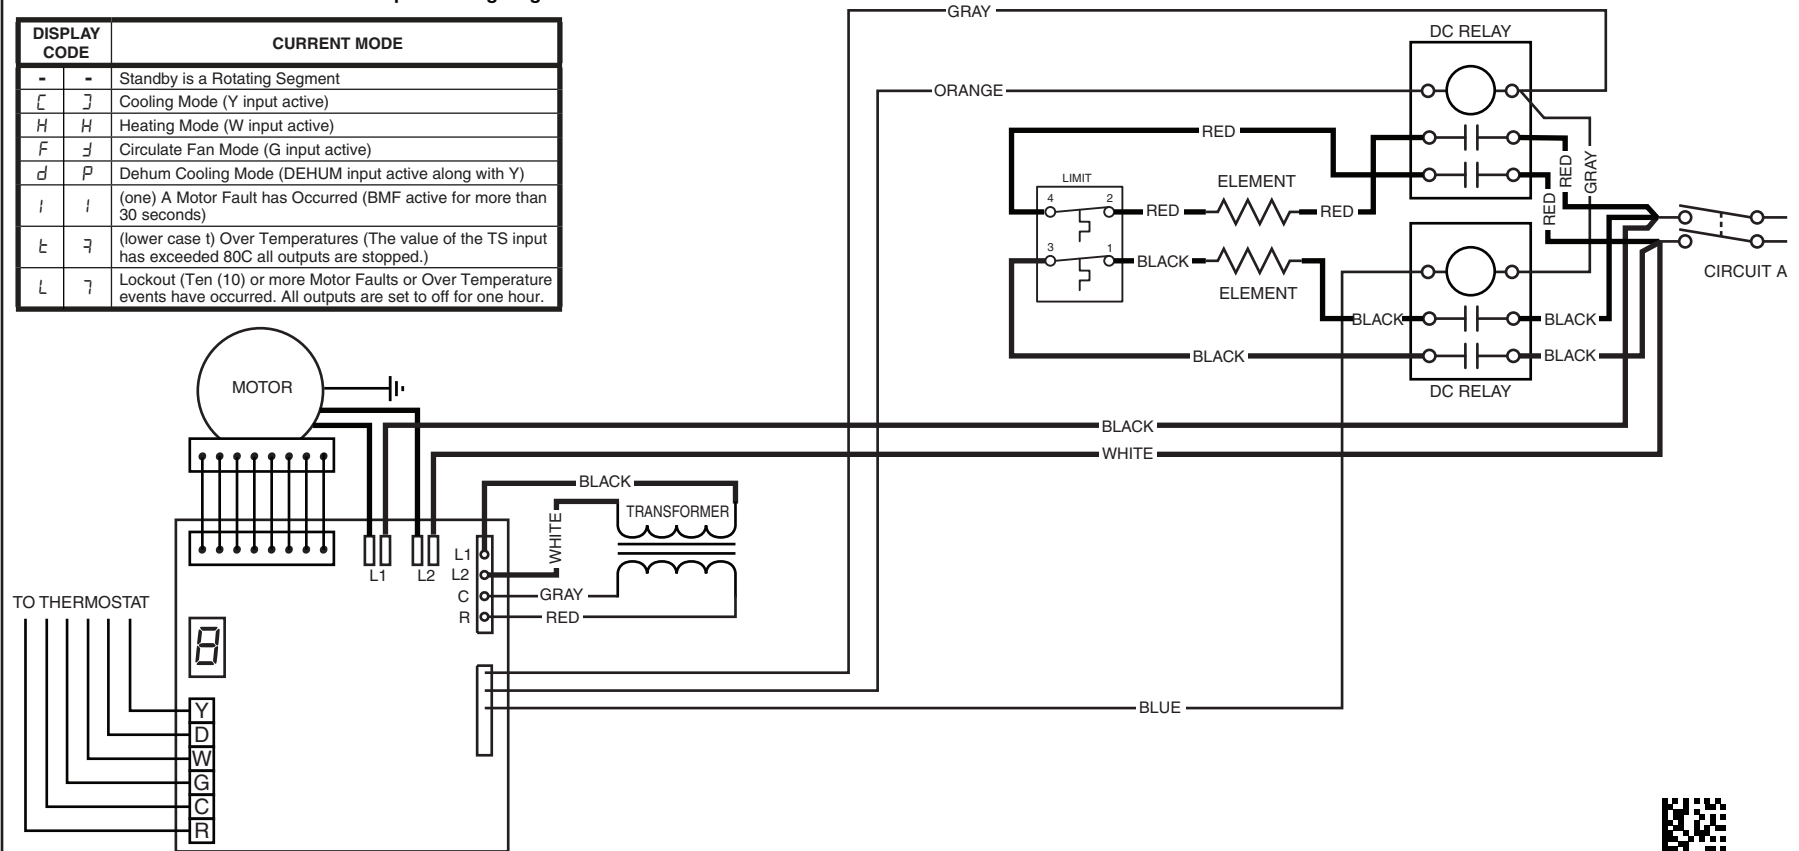 DISPLAY CODE CURRENT MODE
- - Standby is a Rotating Segment
Cooling Mode (Y input active)
H H Heating Mode (W input active)
F Circulate Fan Mode (G input active)
d P Dehum Cooling Mode (DEHUM input active along with Y)
(one) A Motor Fault has Occurred (BMF active for more than
30 seconds)
t (lower case t) Over Temperatures (The value of the TS input
has exceeded 80C all outputs are stopped.)
L Lockout (Ten (10) or more Motor Faults or Over Temperature
events have occurred. All outputs are set to off for one hour.
GRAY
DC RELAY
ORANGE
RED
LIMIT
4 2
RED
ELEMENT
RED
3 1
BLACK
ELEMENT
RED
RED
GRAY
CIRCUIT A
BLACK
BLACK
BLACK
BLACK
DC RELAY
MOTOR
BLACK
WHITE
BLACK
WHITE
TRANSFORMER
L1 L2
L1
L2
C
R
GRAY
RED
TO THERMOSTAT
8
BLUE
Y
D
W
G
C
R